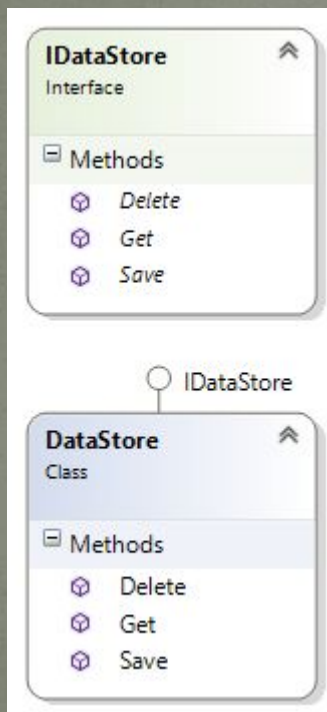 IDataStore
Interface
Methods
Delete
Get
Save
IDataStore
DataStore
Class
Methods
Delete
Get
Save